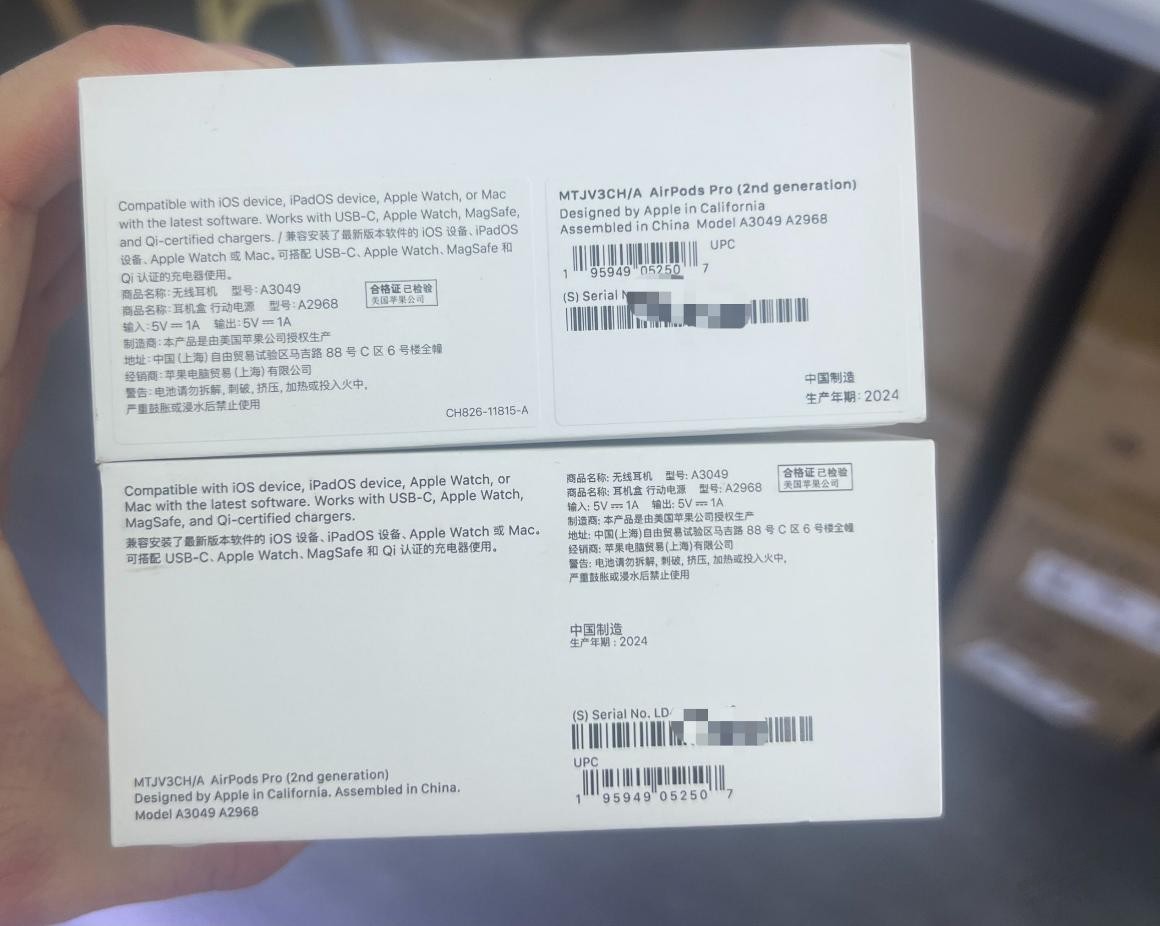 Compatible with iOS device, iPadOS device, Apple Watch, or Mac
with the latest software. Works with USB-C, Apple Watch, MagSafe,
and Qi-certified chargers. / 兼容安装了最新版本软件的 iOS 设备、iPadOS
设备、Apple Watch 或 Mac。可搭配 USB-C、Apple Watch、MagSafe 和
Qi 认证的充电器使用。
商品名称: 无线耳机 型号: A3049
商品名称: 耳机盒 行动电源 型号: A2968
输入: 5V⎓1A 输出: 5V⎓1A
制造商: 本产品是由美国苹果公司授权生产
地址: 中国(上海)自由贸易试验区马吉路 88 号 C 区 6 号楼全幢
经销商: 苹果电脑贸易(上海)有限公司
警告: 电池请勿拆解, 刺破, 挤压, 加热或投入火中。
严重鼓胀或浸水后禁止使用
合格证 已检验
美国苹果公司
CH826-11815-A
MTJV3CH/A AirPods Pro (2nd generation)
Designed by Apple in California
Assembled in China Model A3049 A2968
UPC
1 95949 05250 7
(S) Serial
中国制造
生产年期: 2024
Compatible with iOS device, iPadOS device, Apple Watch, or
Mac with the latest software. Works with USB-C, Apple Watch,
MagSafe, and Qi-certified chargers.
兼容安装了最新版本软件的 iOS 设备、iPadOS 设备、Apple Watch 或 Mac。
可搭配 USB-C、Apple Watch、MagSafe 和 Qi 认证的充电器使用。
MTJV3CH/A AirPods Pro (2nd generation)
Designed by Apple in California. Assembled in China.
Model A3049 A2968
商品名称: 无线耳机 型号: A3049
商品名称: 耳机盒 行动电源 型号: A2968
输入: 5V⎓1A 输出: 5V⎓1A
制造商: 本产品是由美国苹果公司授权生产
地址: 中国(上海)自由贸易试验区马吉路 88 号 C 区 6 号楼全幢
经销商: 苹果电脑贸易(上海)有限公司
警告: 电池请勿拆解, 刺破, 挤压, 加热或投入火中。
严重鼓胀或浸水后禁止使用
合格证 已检验
美国苹果公司
中国制造
生产年期: 2024
(S) Serial No. LD
UPC
1 95949 05250 7